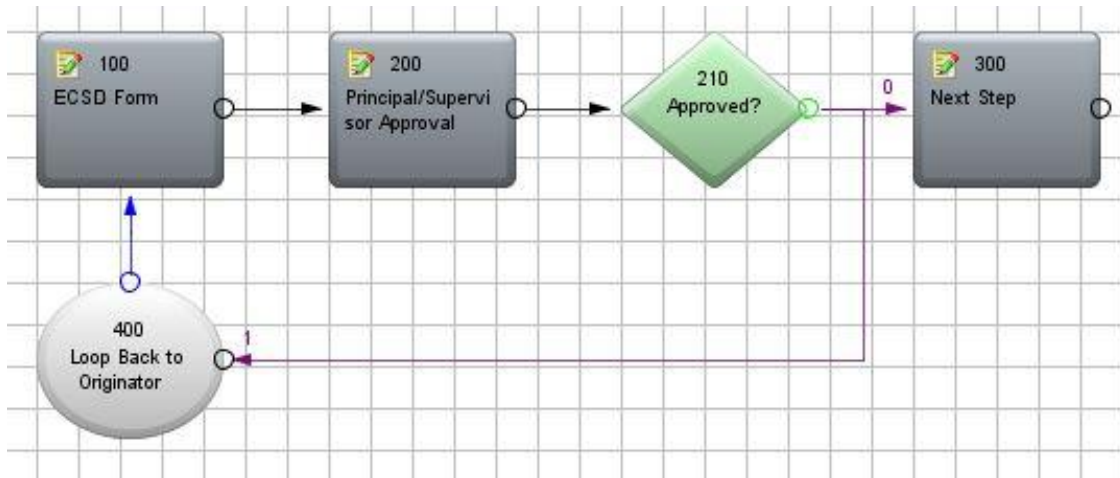 100
ECSD Form
200
Principal/Supervi
sor Approval
210
Approved?
0
300
Next Step
400
Loop Back to
Originator
1